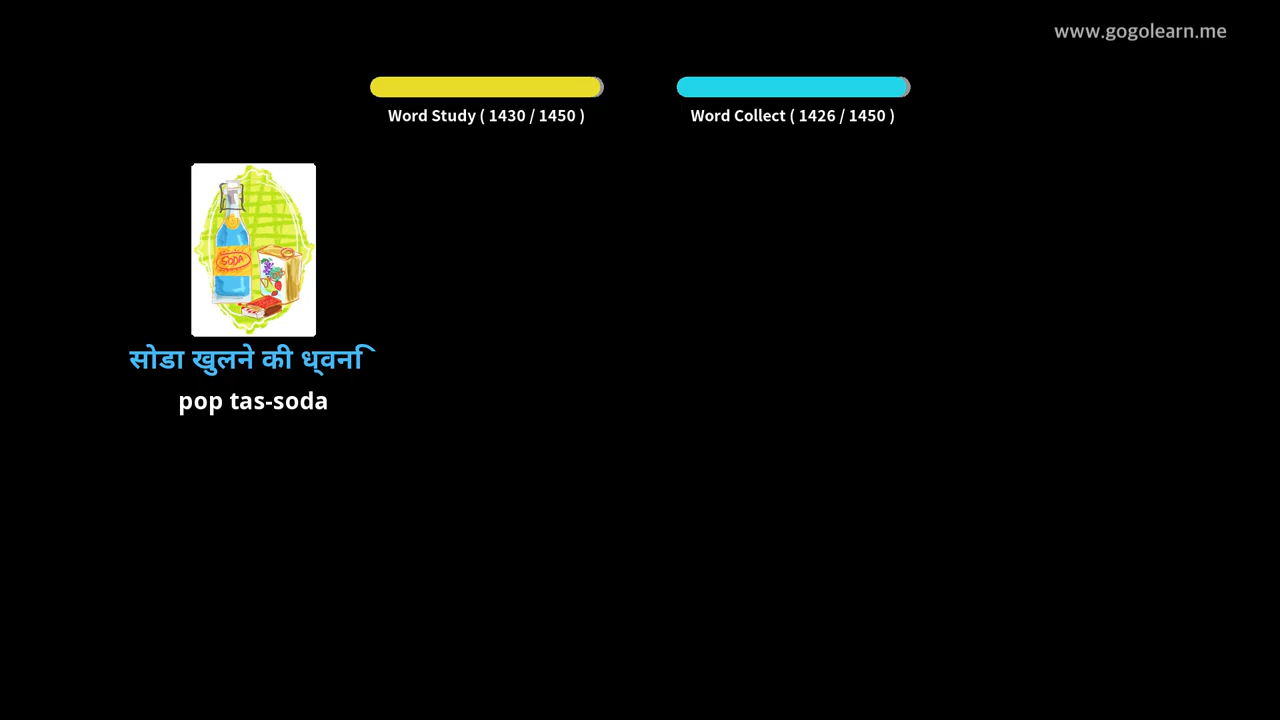 www.gogolearn.me
Word Study ( 1430 / 1450 )
Word Collect ( 1426 / 1450 )
SODA
सोडा खुलने की ध्वनि
pop tas-soda